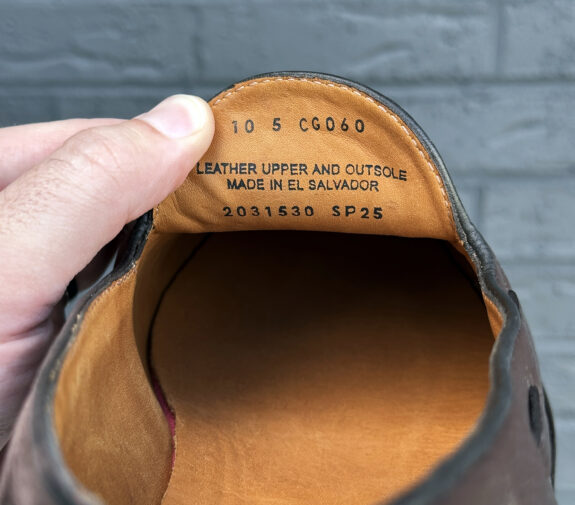 10 5 CG060
LEATHER UPPER AND OUTSOLE
MADE IN EL SALVADOR
2031530 SP25